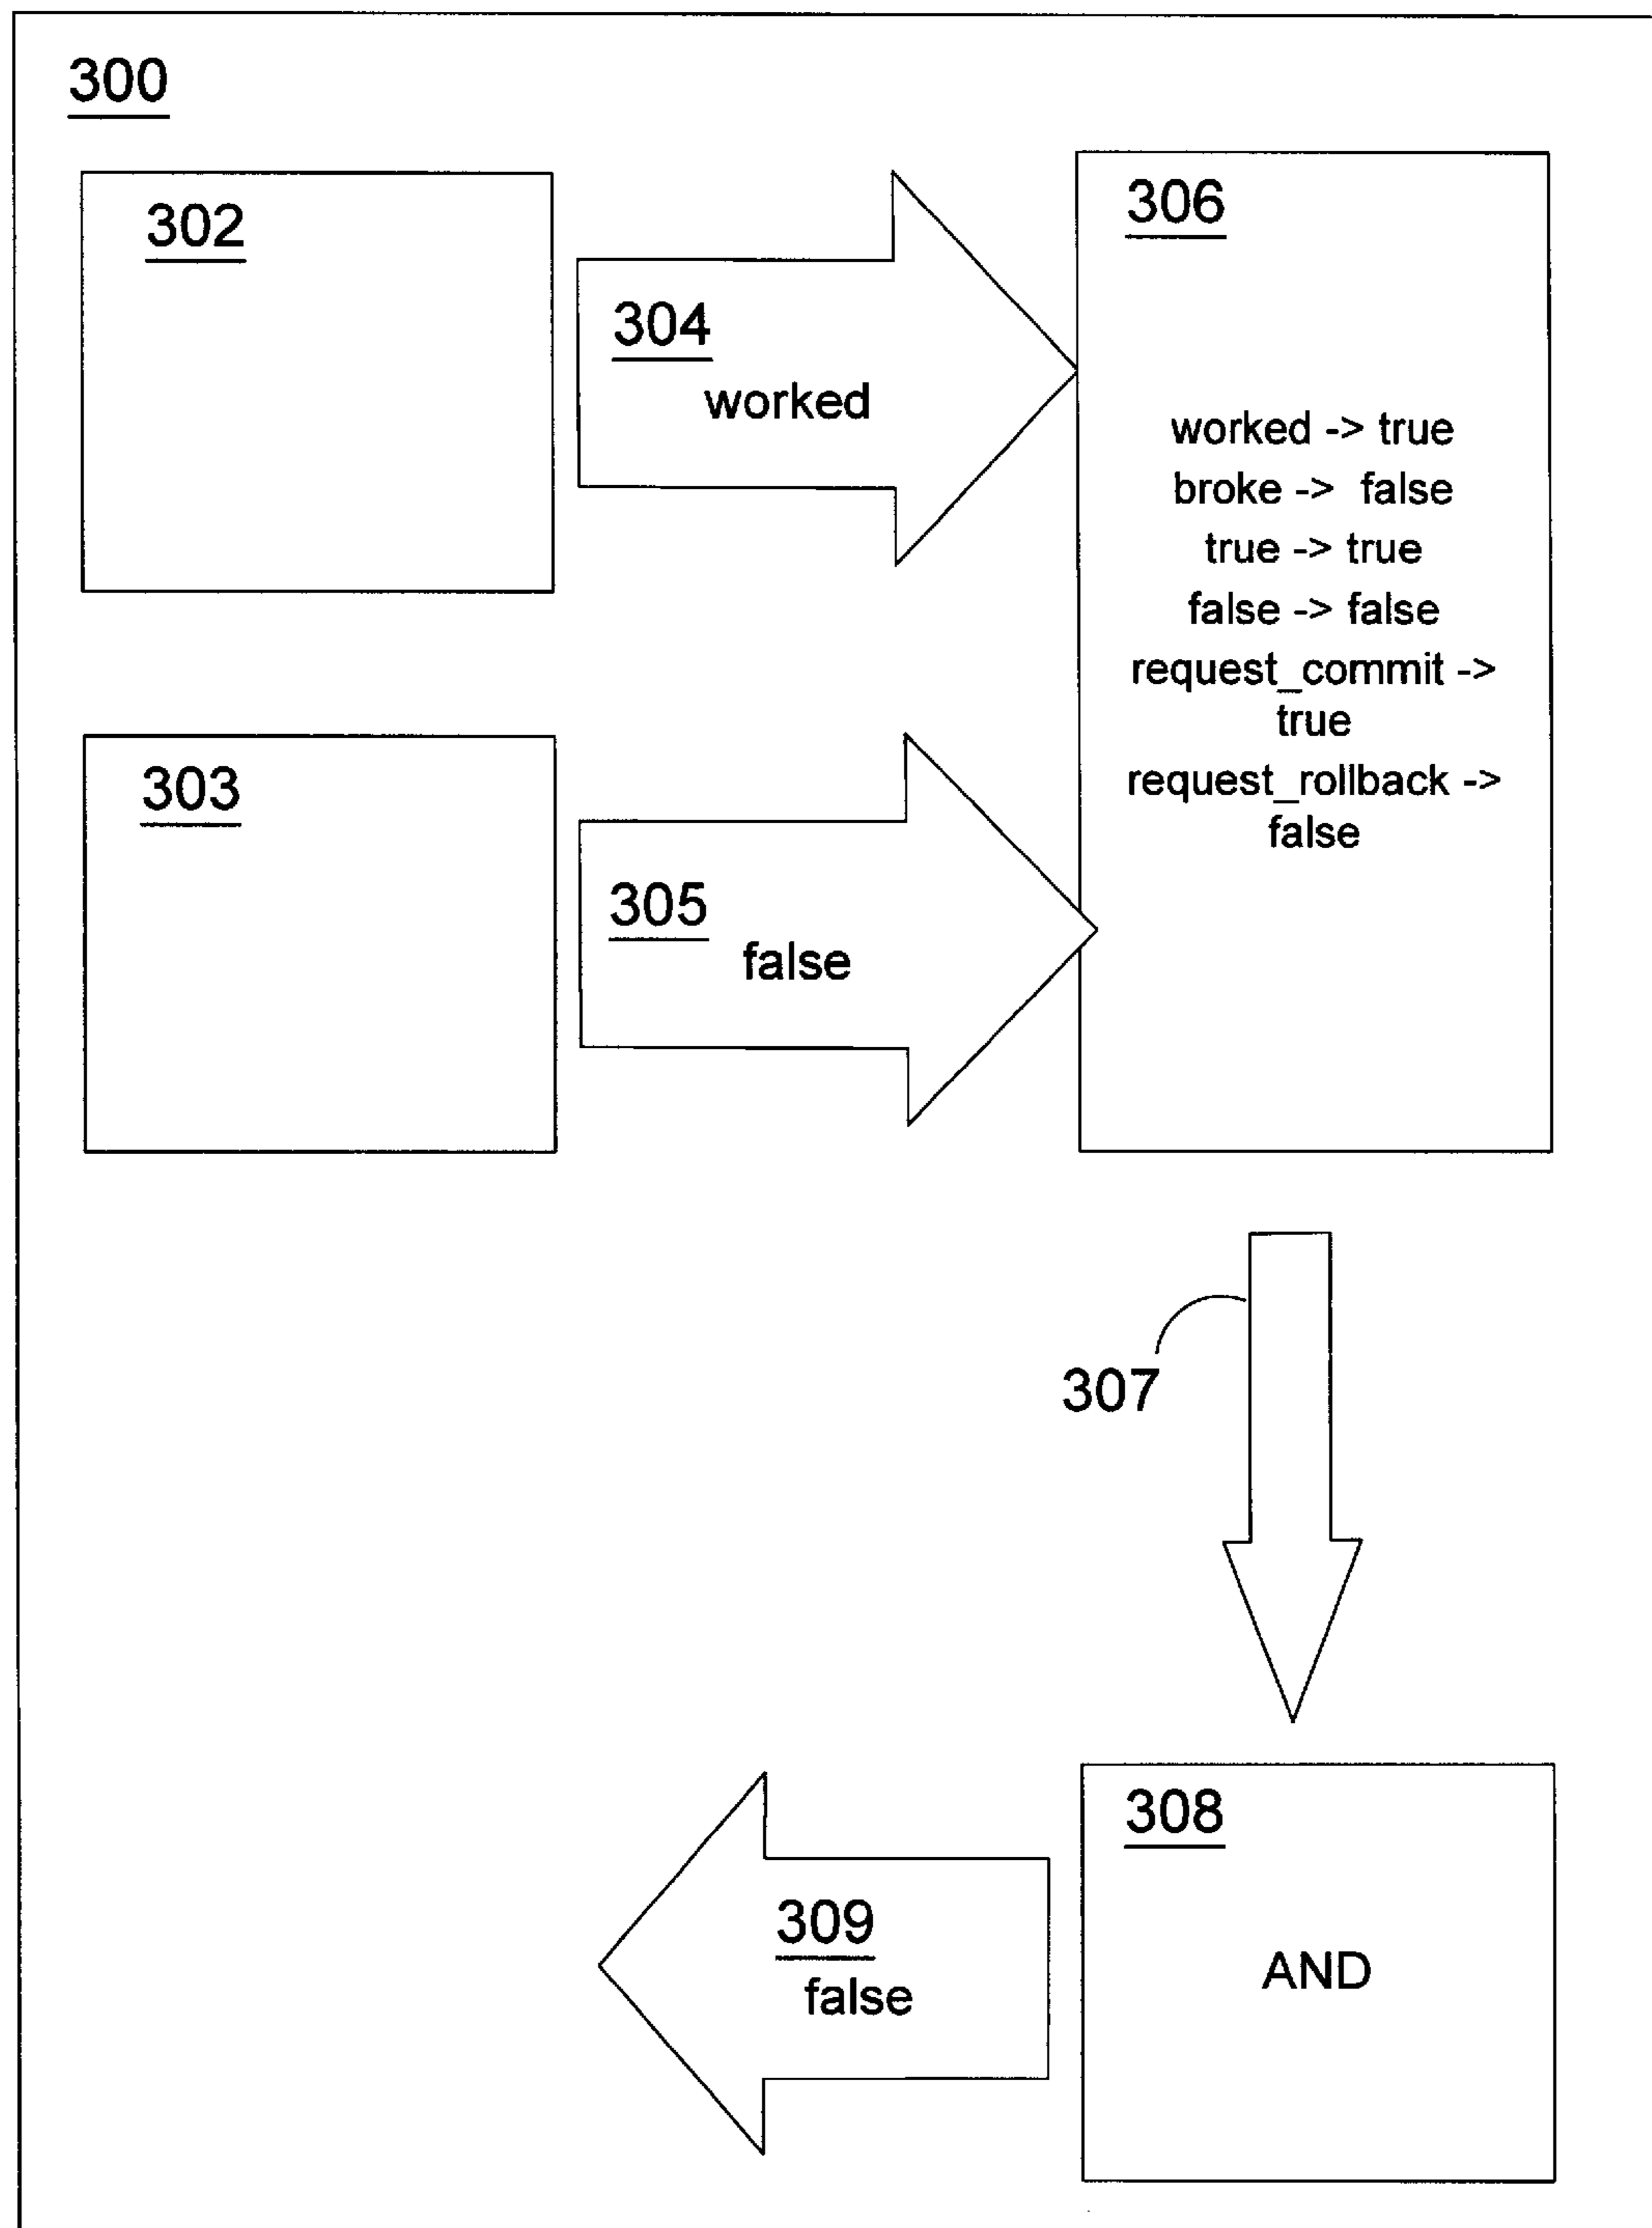 300
302
304
worked
306
worked -> true
broke -> false
true -> true
false -> false
request_commit ->
true
request_rollback ->
false
303
305
false
307
308
AND
309
false